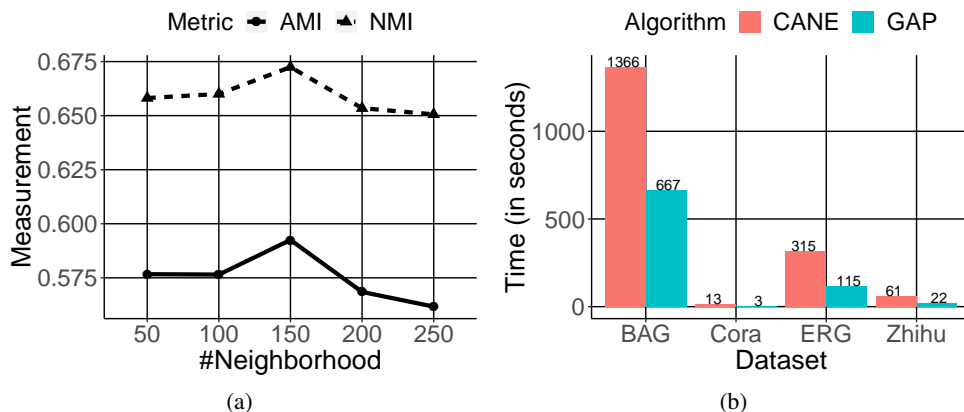 Metric AMI NMI
0.675
0.650
0.625
0.600
0.575
Measurement
50 100 150 200 250
#Neighborhood
(a)
Algorithm CANE GAP
1366
667
13
3
315
115
61
22
1000
500
0
Time (in seconds)
BAG Cora ERG Zhihu
Dataset
(b)